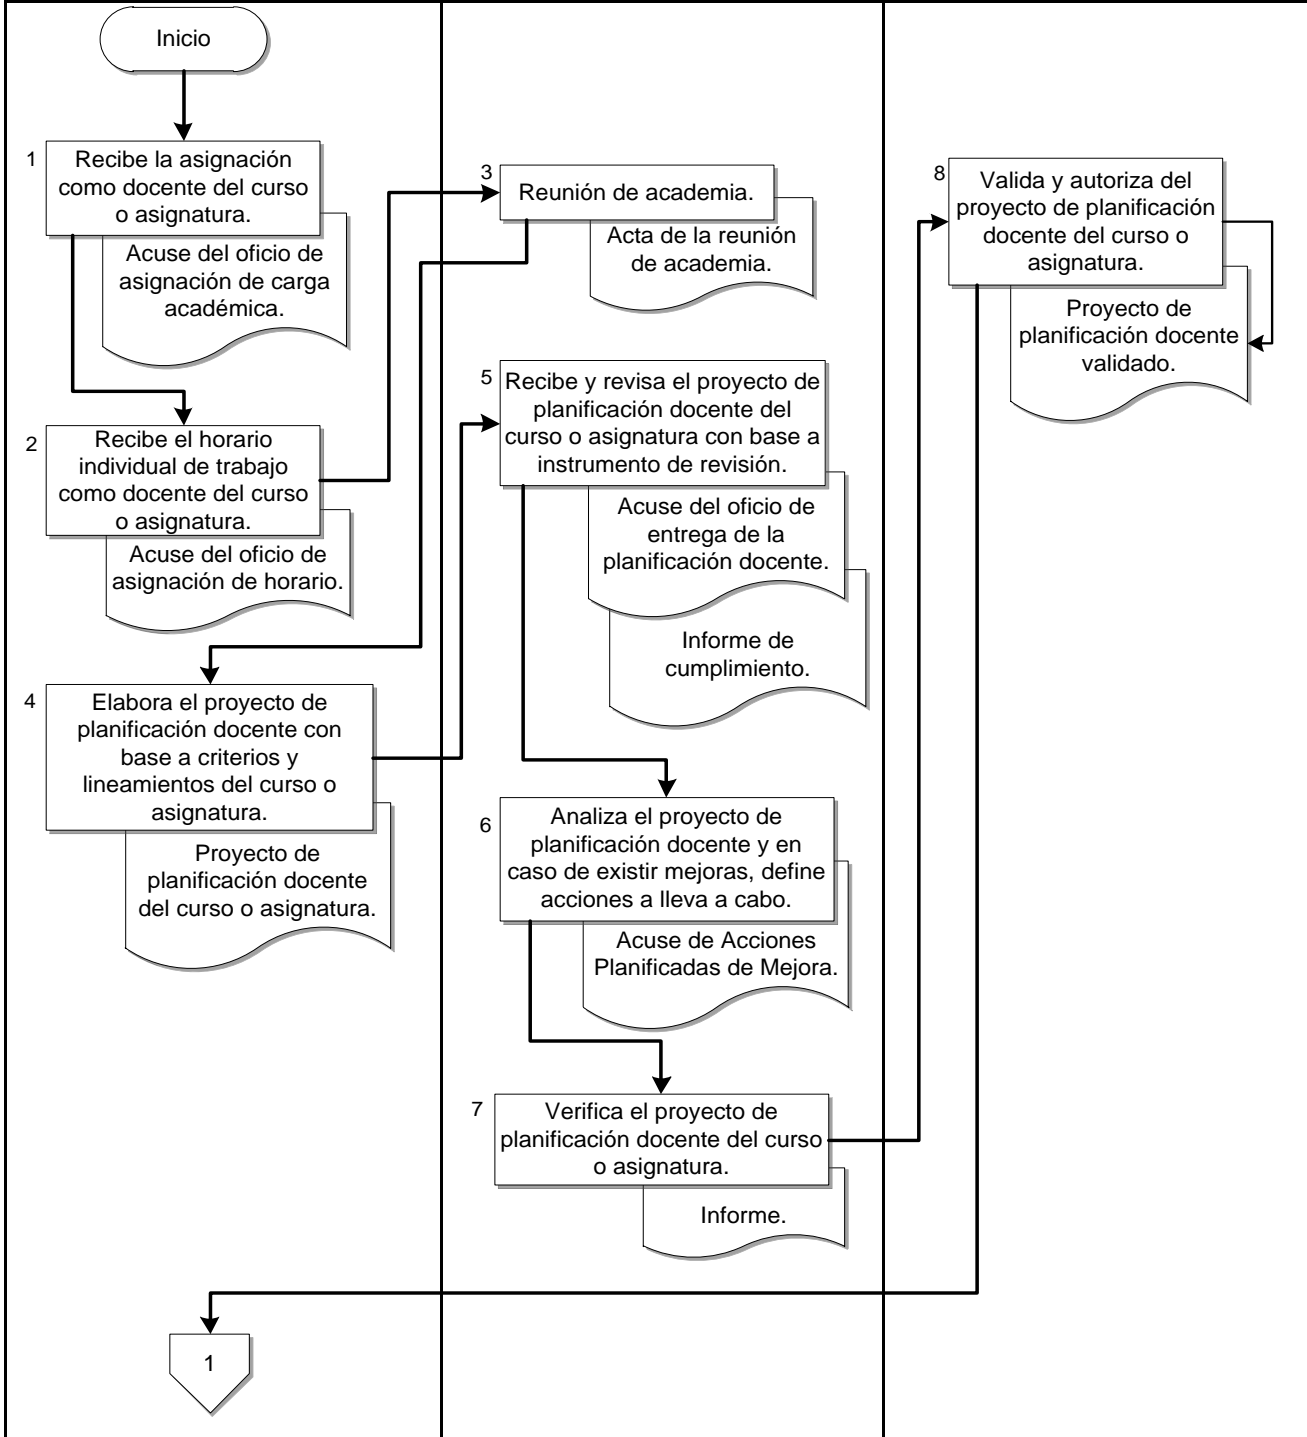 Inicio
1
Recibe la asignación
como docente del curso
o asignatura.
Acuse del oficio de
asignación de carga
académica.
2
Recibe el horario
individual de trabajo
como docente del curso
o asignatura.
Acuse del oficio de
asignación de horario.
3
Reunión de academia.
Acta de la reunión
de academia.
4
Elabora el proyecto de
planificación docente con
base a criterios y
lineamientos del curso o
asignatura.
Proyecto de
planificación docente
del curso o asignatura.
5
Recibe y revisa el proyecto de
planificación docente del
curso o asignatura con base a
instrumento de revisión.
Acuse del oficio de
entrega de la
planificación docente.
Informe de
cumplimiento.
6
Analiza el proyecto de
planificación docente y en
caso de existir mejoras, define
acciones a lleva a cabo.
Acuse de Acciones
Planificadas de Mejora.
7
Verifica el proyecto de
planificación docente del curso
o asignatura.
Informe.
8
Valida y autoriza del
proyecto de planificación
docente del curso o
asignatura.
Proyecto de
planificación docente
validado.
1